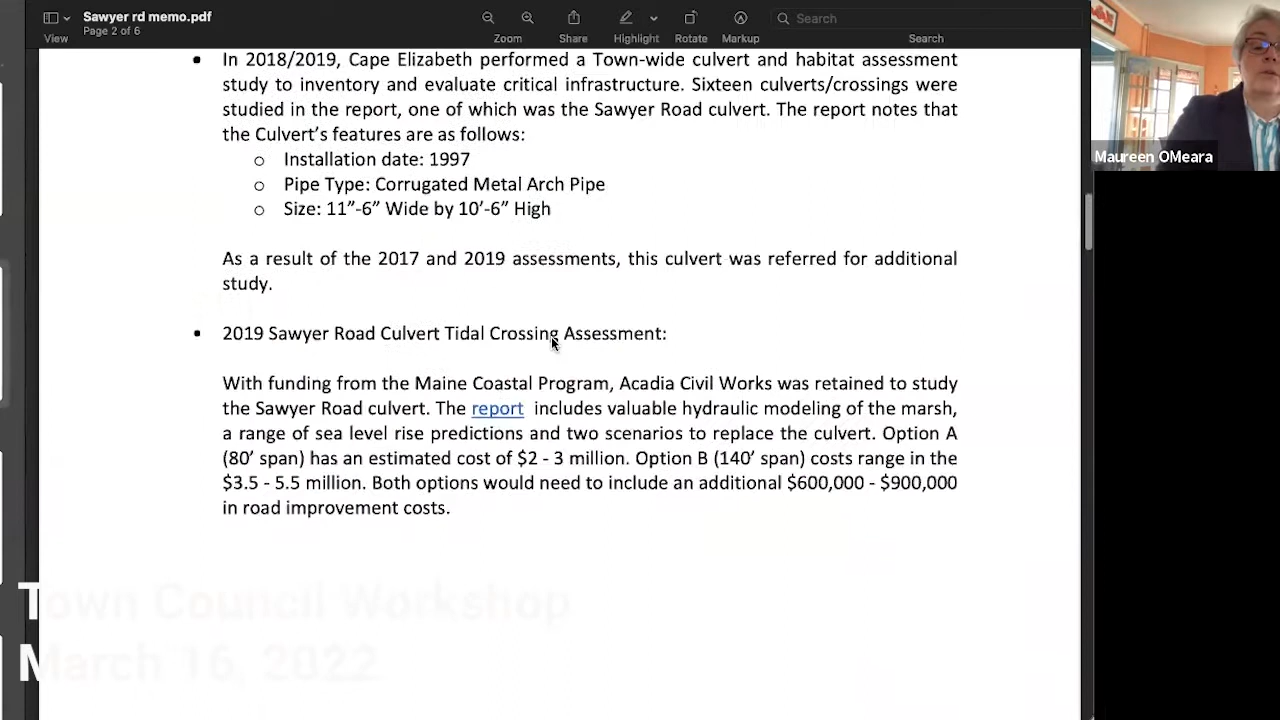 Sawyer rd memo.pdf
Page 2 of 6
View
Zoom
Share
Highlight
Rotate
Markup
Search
Search
▪ In 2018/2019, Cape Elizabeth performed a Town-wide culvert and habitat assessment
study to inventory and evaluate critical infrastructure. Sixteen culverts/crossings were
studied in the report, one of which was the Sawyer Road culvert. The report notes that
the Culvert’s features are as follows:
o Installation date: 1997
o Pipe Type: Corrugated Metal Arch Pipe
o Size: 11”-6” Wide by 10’-6” High
As a result of the 2017 and 2019 assessments, this culvert was referred for additional
study.
▪ 2019 Sawyer Road Culvert Tidal Crossing Assessment:
With funding from the Maine Coastal Program, Acadia Civil Works was retained to study
the Sawyer Road culvert. The report includes valuable hydraulic modeling of the marsh,
a range of sea level rise predictions and two scenarios to replace the culvert. Option A
(80’ span) has an estimated cost of $2 - 3 million. Option B (140’ span) costs range in the
$3.5 - 5.5 million. Both options would need to include an additional $600,000 - $900,000
in road improvement costs.
Town Council Workshop
March 16, 2022
Maureen OMeara